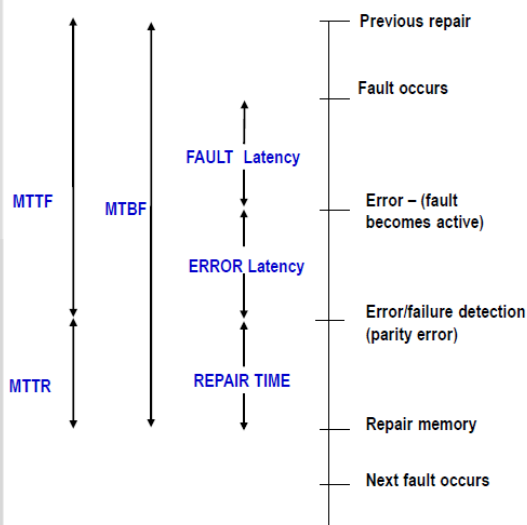 Previous repair
Fault occurs
FAULT Latency
MTTF
MTBF
Error – (fault
becomes active)
ERROR Latency
Error/failure detection
(parity error)
MTTR
REPAIR TIME
Repair memory
Next fault occurs